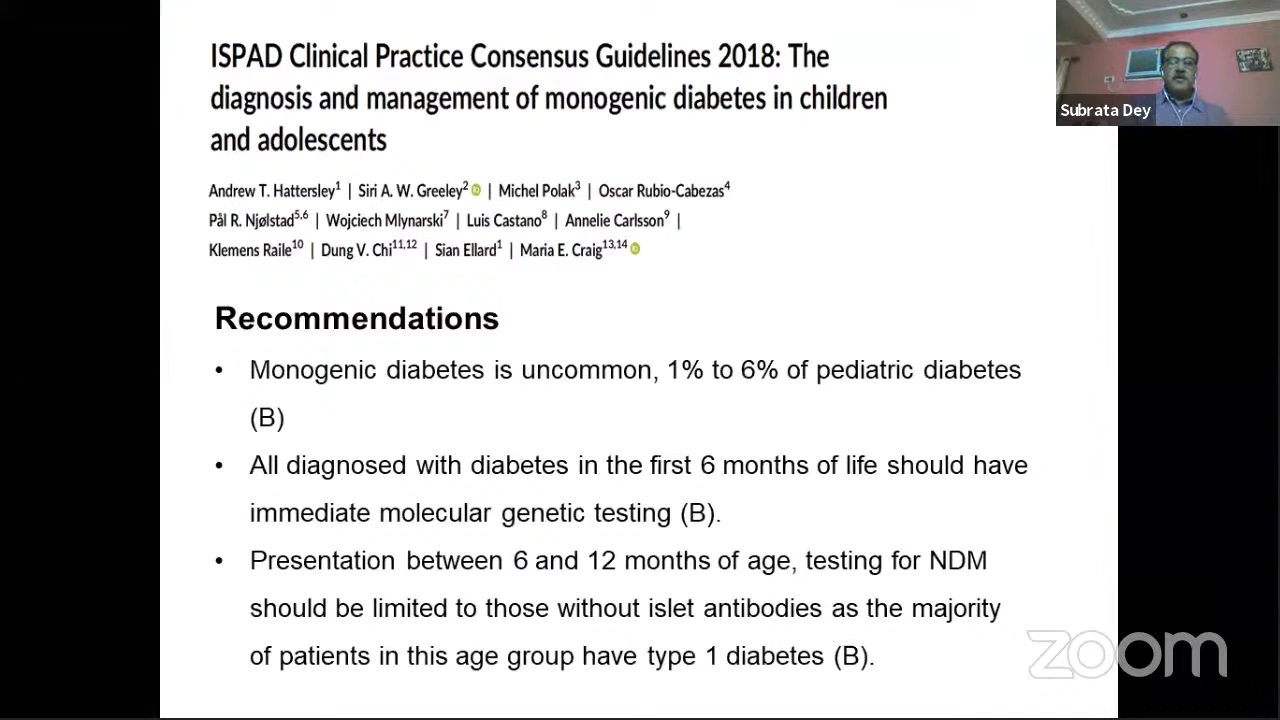 ISPAD Clinical Practice Consensus Guidelines 2018: The
diagnosis and management of monogenic diabetes in children
and adolescents
Andrew T. Hattersley1 | Siri A. W. Greeley2 | Michel Polak3 | Oscar Rubio-Cabezas4
Pål R. Njølstad5,6 | Wojciech Mlynarski7 | Luis Castano8 | Annelie Carlsson9 |
Klemens Raile10 | Dung V. Chi11,12 | Sian Ellard1 | Maria E. Craig13,14
Recommendations
• Monogenic diabetes is uncommon, 1% to 6% of pediatric diabetes
(B)
• All diagnosed with diabetes in the first 6 months of life should have
immediate molecular genetic testing (B).
• Presentation between 6 and 12 months of age, testing for NDM
should be limited to those without islet antibodies as the majority
of patients in this age group have type 1 diabetes (B).
Subrata Dey
zoom